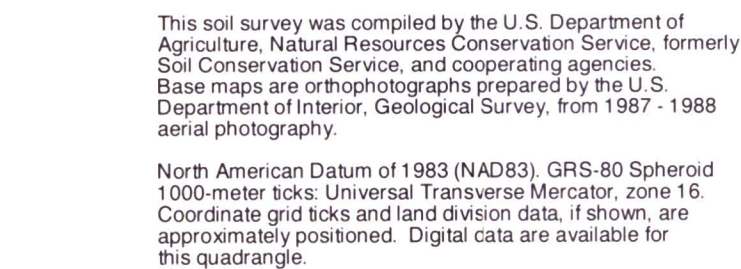 This soil survey was compiled by the U.S. Department of
Agriculture, Natural Resources Conservation Service, formerly
Soil Conservation Service, and cooperating agencies.
Base maps are orthophotographs prepared by the U.S.
Department of Interior, Geological Survey, from 1987 - 1988
aerial photography.
North American Datum of 1983 (NAD83). GRS-80 Spheroid
1000-meter ticks: Universal Transverse Mercator, zone 16.
Coordinate grid ticks and land division data, if shown, are
approximately positioned. Digital data are available for
this quadrangle.